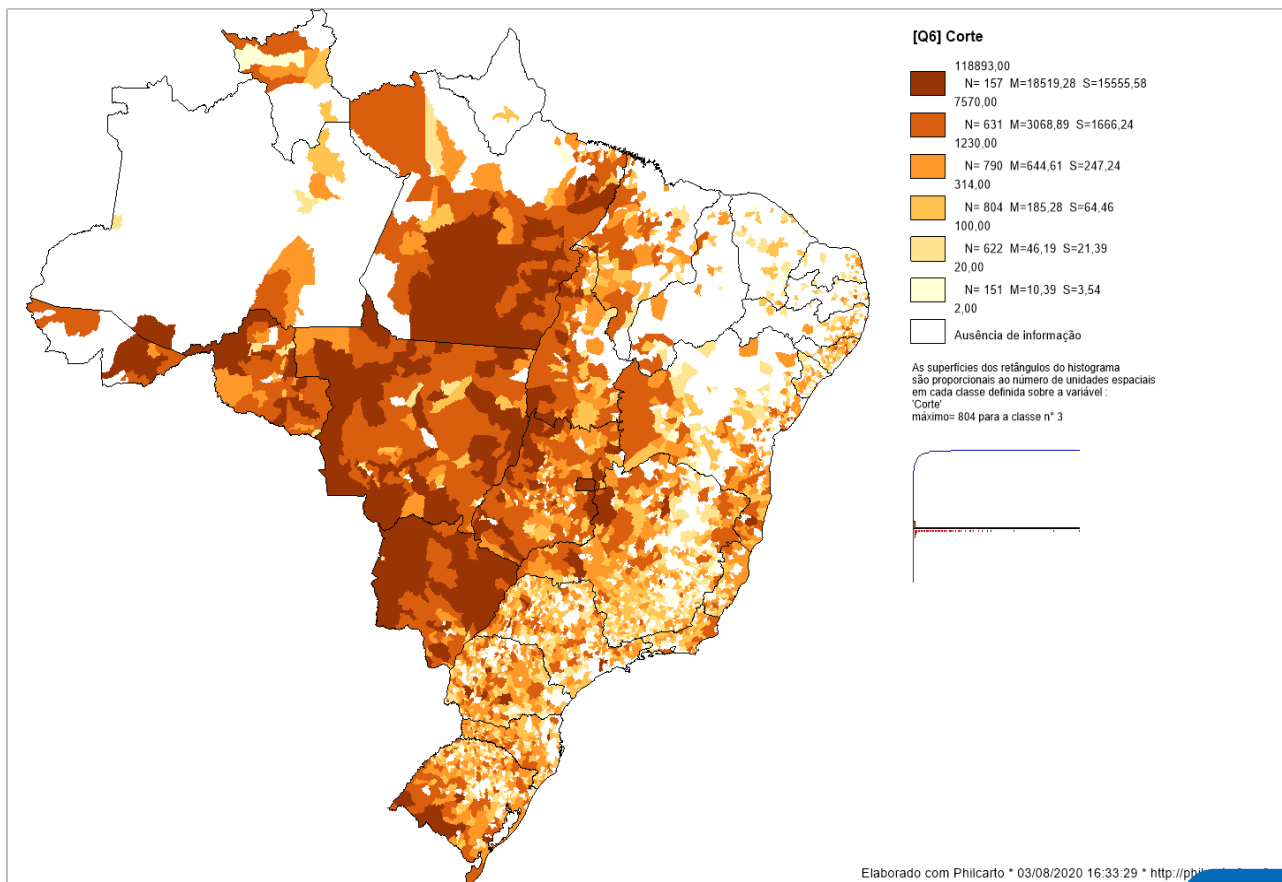 [Q6] Corte
118893,00
N= 157 M=18519,28 S=15555,58
7570,00
N= 631 M=3068,89 S=1666,24
1230,00
N= 790 M=644,61 S=247,24
314,00
N= 804 M=185,28 S=64,46
100,00
N= 622 M=46,19 S=21,39
20,00
N= 151 M=10,39 S=3,54
2,00
Ausência de informação
As superfícies dos retângulos do histograma
são proporcionais ao número de unidades espaciais
em cada classe definida sobre a variável :
'Corte'
máximo= 804 para a classe n° 3
Elaborado com Philcarto * 03/08/2020 16:33:29 *